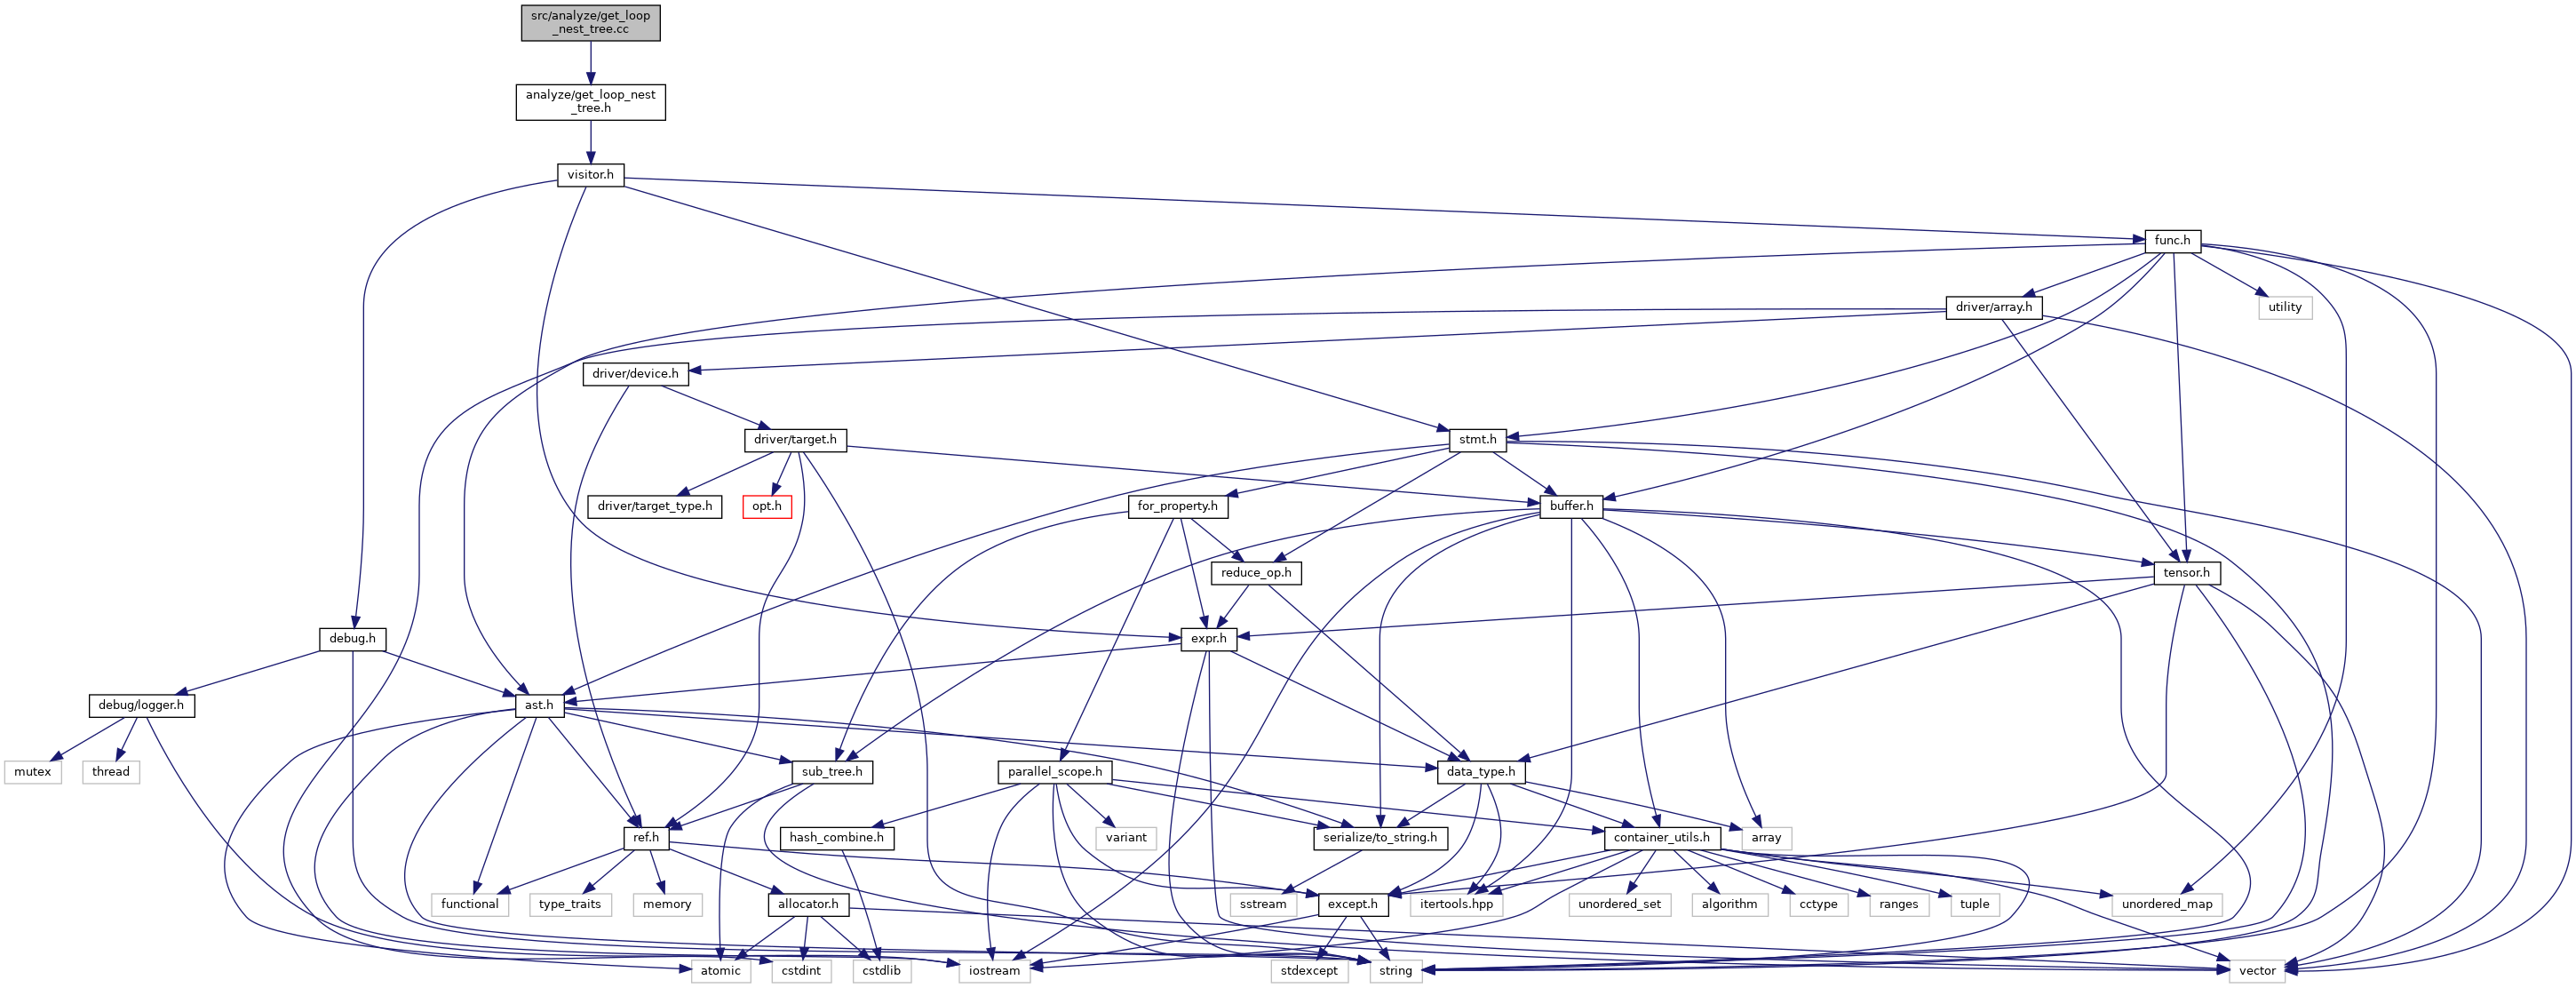 src/analyze/get_loop
_nest_tree.cc
analyze/get_loop_nest
_tree.h
visitor.h
func.h
driver/array.h
utility
driver/device.h
driver/target.h
stmt.h
driver/target_type.h
opt.h
for_property.h
buffer.h
reduce_op.h
tensor.h
debug.h
expr.h
debug/logger.h
ast.h
mutex
thread
sub_tree.h
parallel_scope.h
data_type.h
ref.h
hash_combine.h
variant
serialize/to_string.h
container_utils.h
array
functional
type_traits
memory
allocator.h
sstream
except.h
itertools.hpp
unordered_set
algorithm
cctype
ranges
tuple
unordered_map
atomic
cstdint
cstdlib
iostream
stdexcept
string
vector